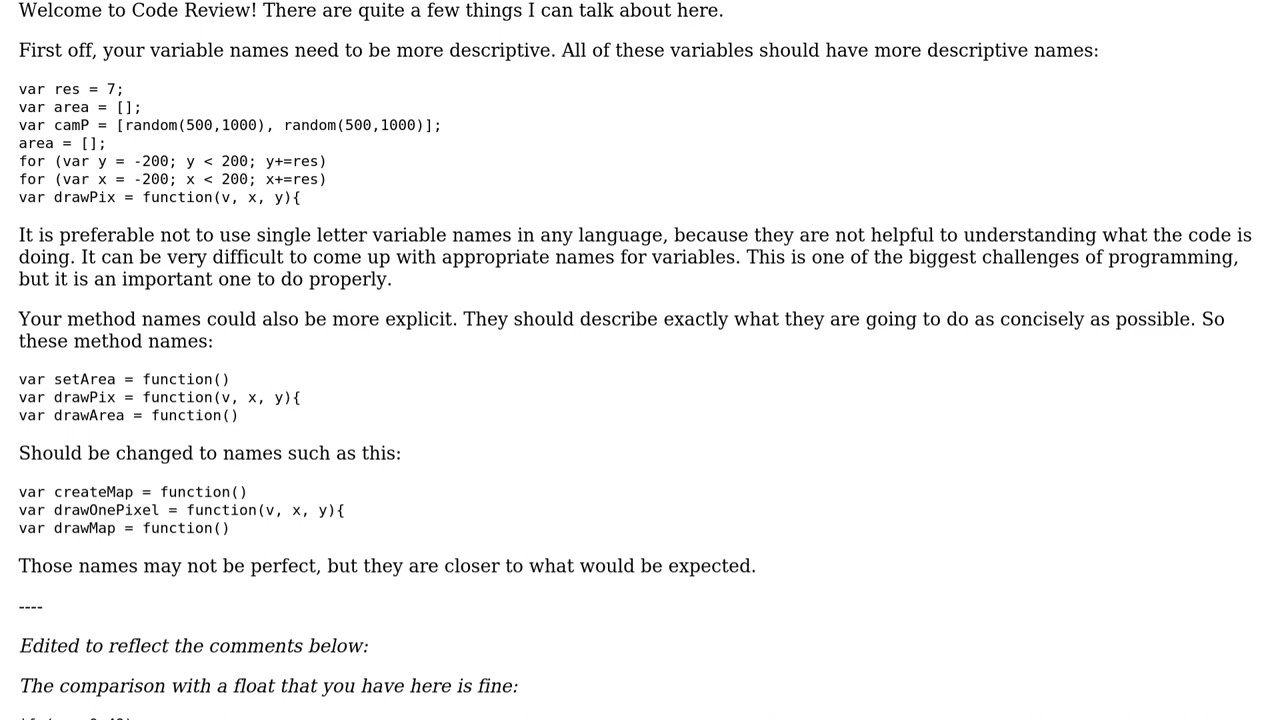 Welcome to Code Review! There are quite a few things I can talk about here.
First off, your variable names need to be more descriptive. All of these variables should have more descriptive names:
var res = 7;
var area = [];
var camP = [random(500,1000), random(500,1000)];
area = [];
for (var y = -200; y < 200; y+=res)
for (var x = -200; x < 200; x+=res)
var drawPix = function(v, x, y){
It is preferable not to use single letter variable names in any language, because they are not helpful to understanding what the code is
doing. It can be very difficult to come up with appropriate names for variables. This is one of the biggest challenges of programming,
but it is an important one to do properly.
Your method names could also be more explicit. They should describe exactly what they are going to do as concisely as possible. So
these method names:
var setArea = function()
var drawPix = function(v, x, y){
var drawArea = function()
Should be changed to names such as this:
var createMap = function()
var drawOnePixel = function(v, x, y){
var drawMap = function()
Those names may not be perfect, but they are closer to what would be expected.
----
Edited to reflect the comments below:
The comparison with a float that you have here is fine: